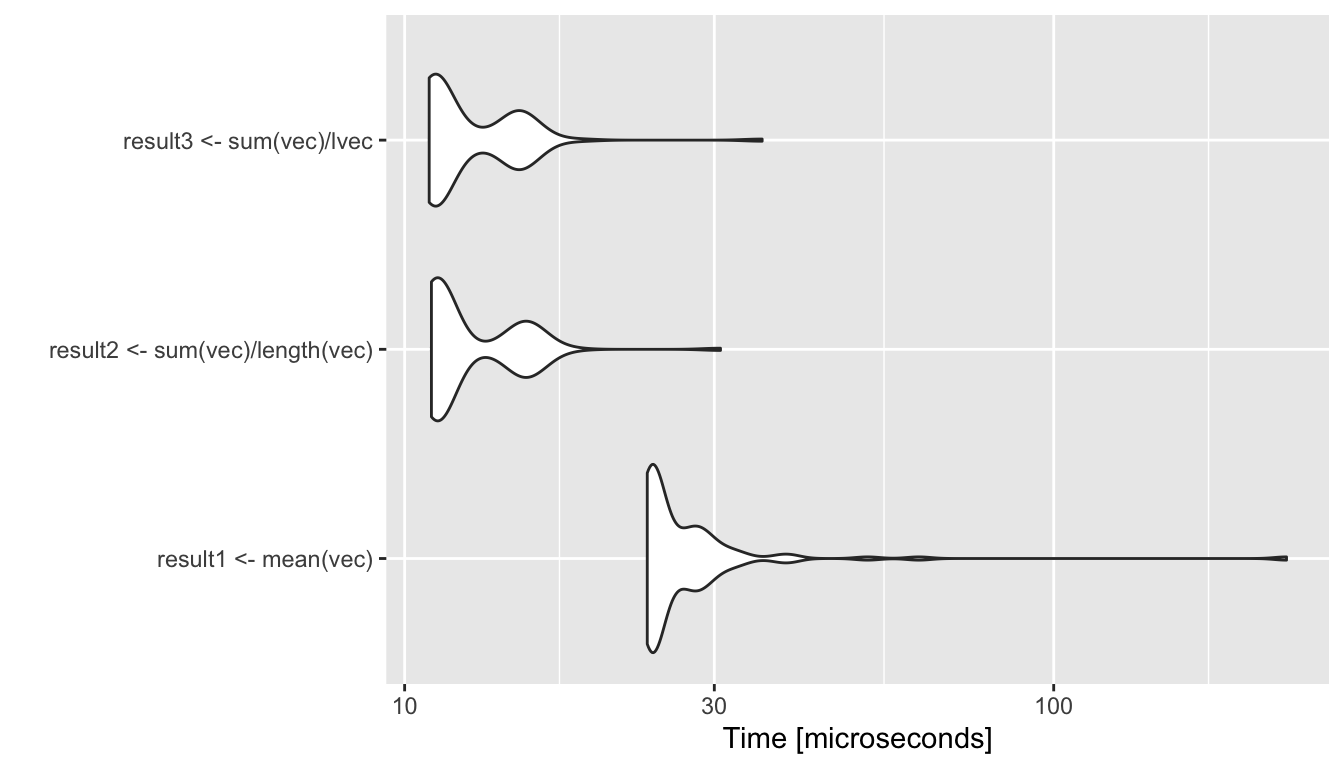 result3 <- sum(vec)/lvec
result2 <- sum(vec)/length(vec)
result1 <- mean(vec)
10 30 100
Time [microseconds]